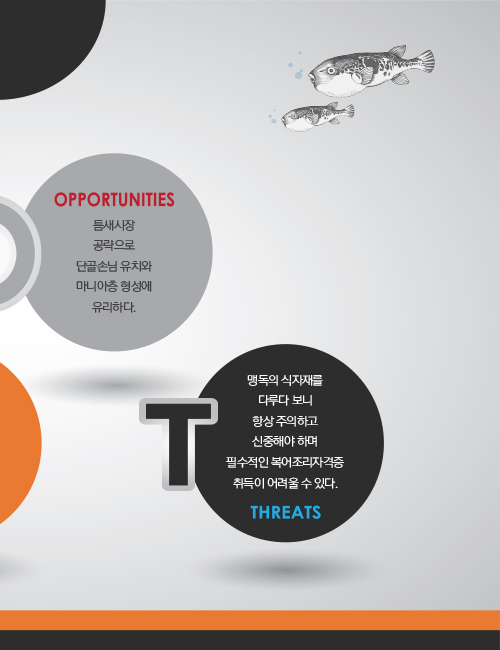 OPPORTUNITIES
틈새시장
공략으로
단골손님 유치와
마니아층 형성에
유리하다.
T
맹독의 식자재를
다루다 보니
항상 주의하고
신중해야 하며
필수적인 복어조리자격증
취득이 어려울 수 있다.
THREATS